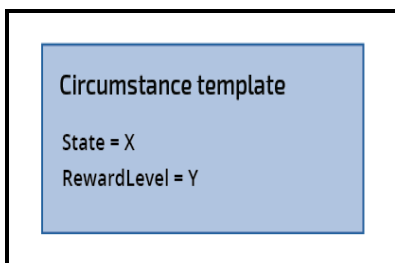 Circumstance template
State = X
RewardLevel = Y